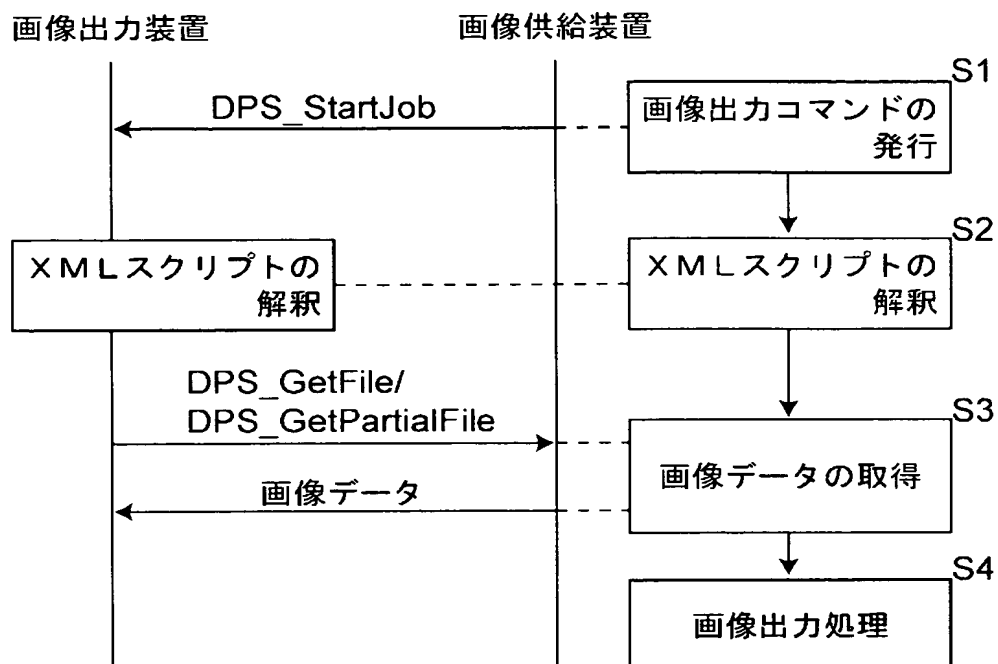 画像出力装置
画像供給装置
S1
DPS_StartJob
画像出力コマンドの
発行
S2
XMLスクリプトの
解釈
XMLスクリプトの
解釈
DPS_GetFile/
DPS_GetPartialFile
S3
画像データの取得
画像データ
S4
画像出力処理